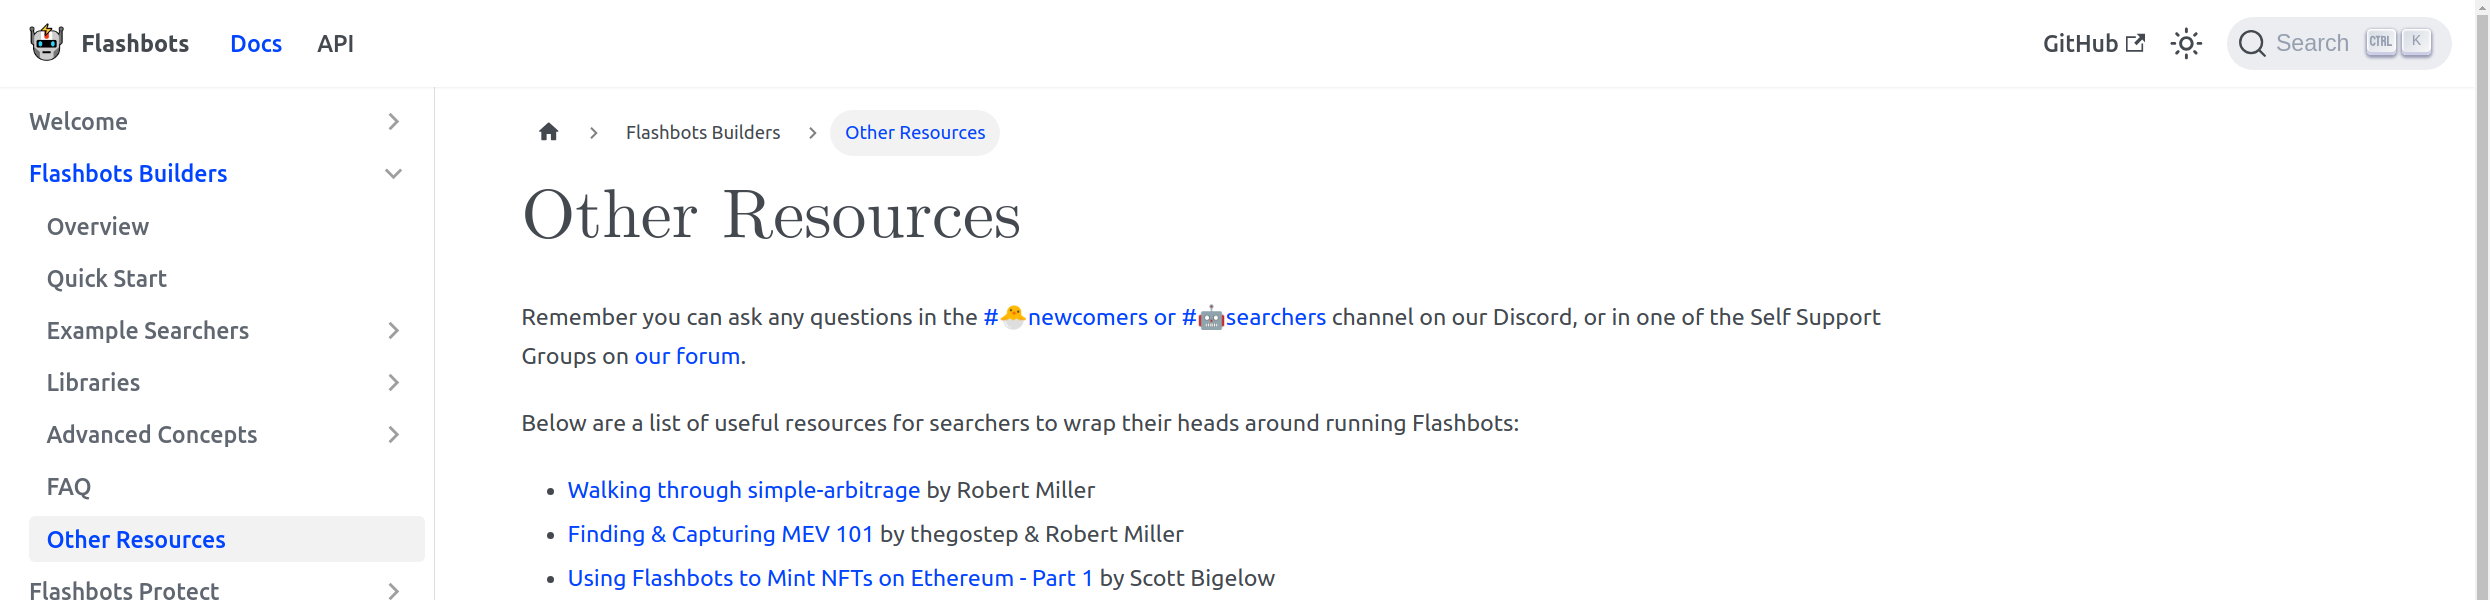 Flashbots Docs API GitHub Search CTRL K
Welcome
Flashbots Builders
Overview
Quick Start
Example Searchers
Libraries
Advanced Concepts
FAQ
Other Resources
Flashbots Protect
Flashbots Builders Other Resources
Other Resources
Remember you can ask any questions in the #🐣newcomers or #🤖searchers channel on our Discord, or in one of the Self Support
Groups on our forum.
Below are a list of useful resources for searchers to wrap their heads around running Flashbots:
• Walking through simple-arbitrage by Robert Miller
• Finding & Capturing MEV 101 by thegostep & Robert Miller
• Using Flashbots to Mint NFTs on Ethereum - Part 1 by Scott Bigelow